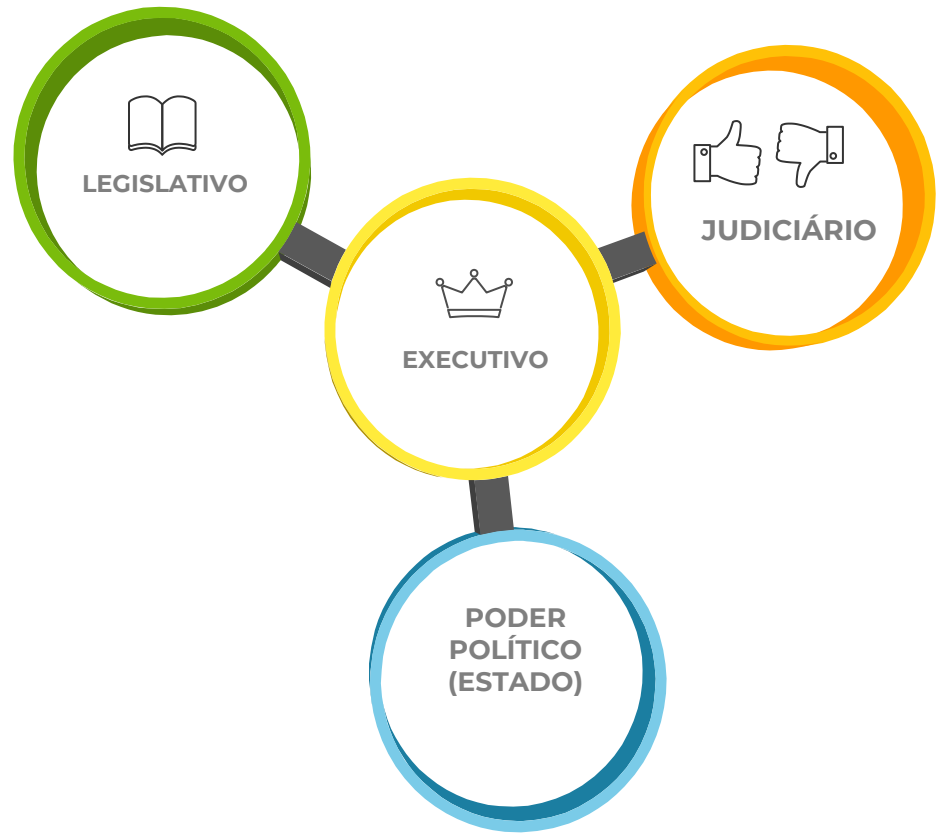 LEGISLATIVO
JUDICIÁRIO
EXECUTIVO
PODER
POLÍTICO
(ESTADO)